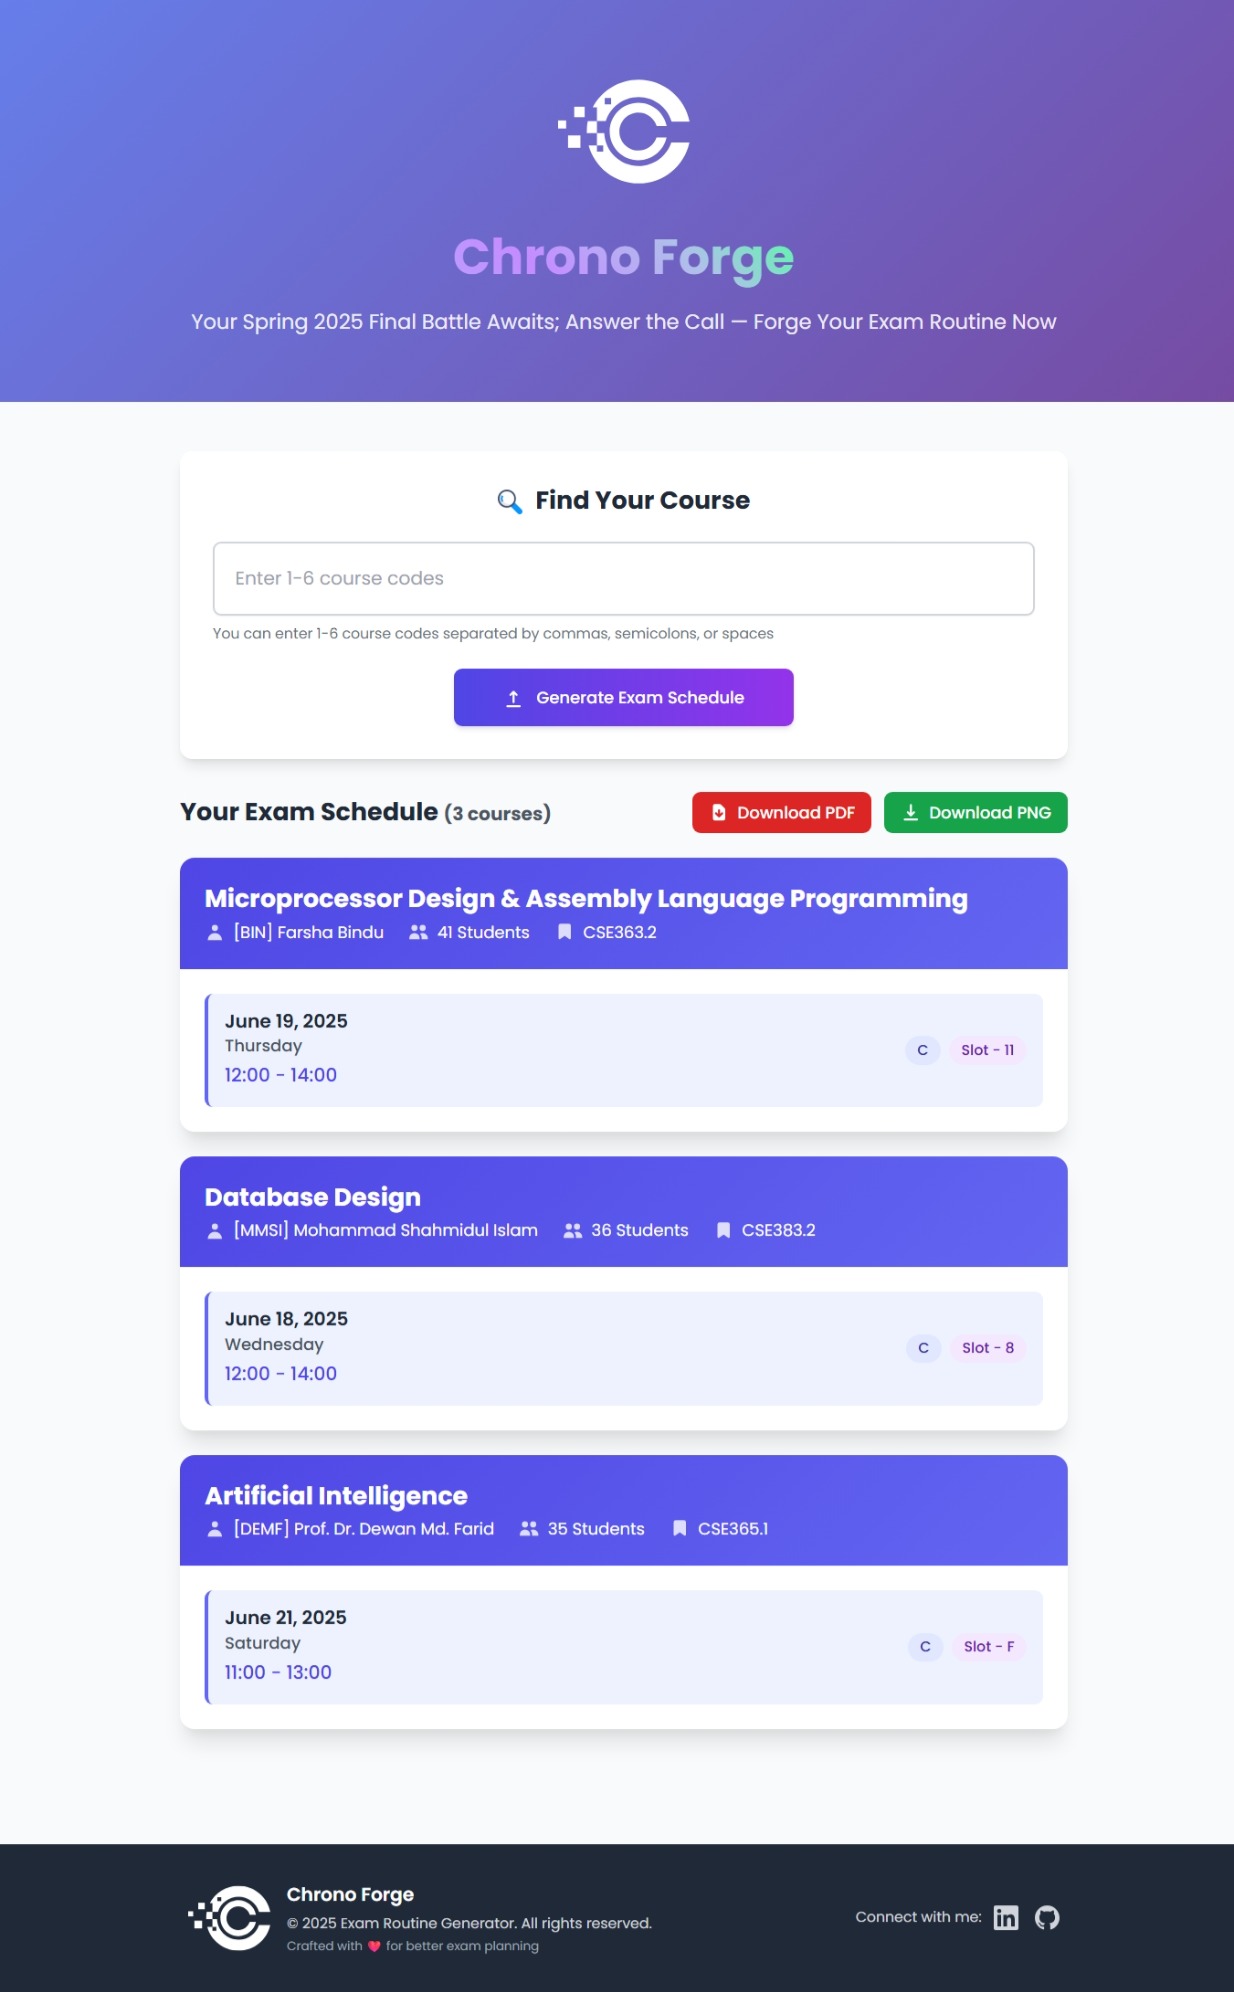 Chrono Forge
Your Spring 2025 Final Battle Awaits; Answer the Call — Forge Your Exam Routine Now
🔍 Find Your Course
Enter 1-6 course codes
You can enter 1-6 course codes separated by commas, semicolons, or spaces
Generate Exam Schedule
Your Exam Schedule (3 courses)
Download PDF
Download PNG
Microprocessor Design & Assembly Language Programming
[BIN] Farsha Bindu 41 Students CSE363.2
June 19, 2025
Thursday
12:00 - 14:00
C Slot - 11
Database Design
[MMSI] Mohammad Shahmidul Islam 36 Students CSE383.2
June 18, 2025
Wednesday
12:00 - 14:00
C Slot - 8
Artificial Intelligence
[DEMF] Prof. Dr. Dewan Md. Farid 35 Students CSE365.1
June 21, 2025
Saturday
11:00 - 13:00
C Slot - F
Chrono Forge
© 2025 Exam Routine Generator. All rights reserved.
Crafted with ❤️ for better exam planning
Connect with me: